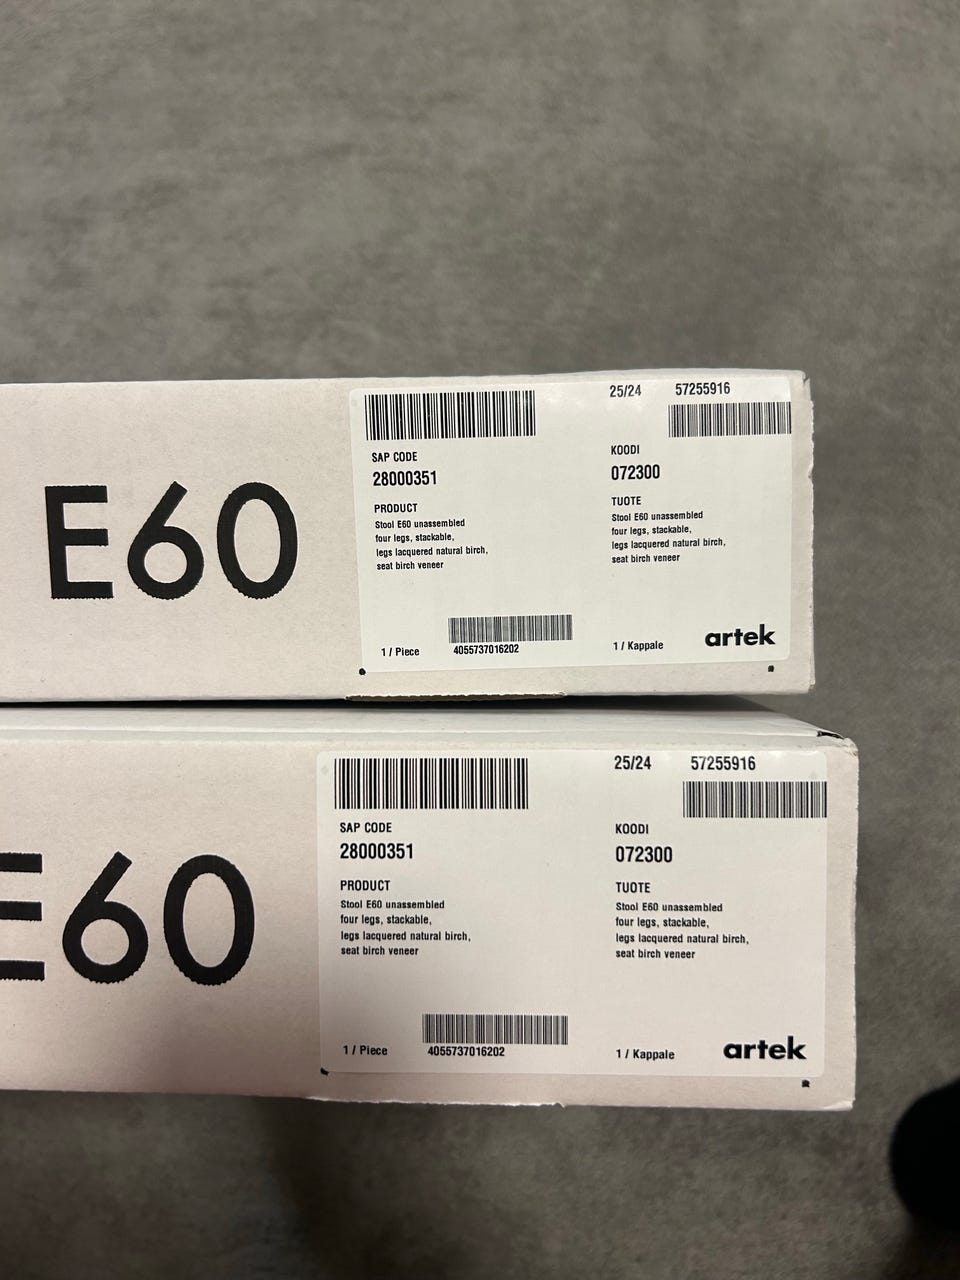 E60
25/24 57255916
SAP CODE
28000351
PRODUCT
Stool E60 unassembled
four legs, stackable,
legs lacquered natural birch,
seat birch veneer
KOODI
072300
TUOTE
Stool E60 unassembled
four legs, stackable,
legs lacquered natural birch,
seat birch veneer
1 / Piece
4055737016202
1 / Kappale
artek
E60
25/24 57255916
SAP CODE
28000351
PRODUCT
Stool E60 unassembled
four legs, stackable,
legs lacquered natural birch,
seat birch veneer
KOODI
072300
TUOTE
Stool E60 unassembled
four legs, stackable,
legs lacquered natural birch,
seat birch veneer
1 / Piece
4055737016202
1 / Kappale
artek